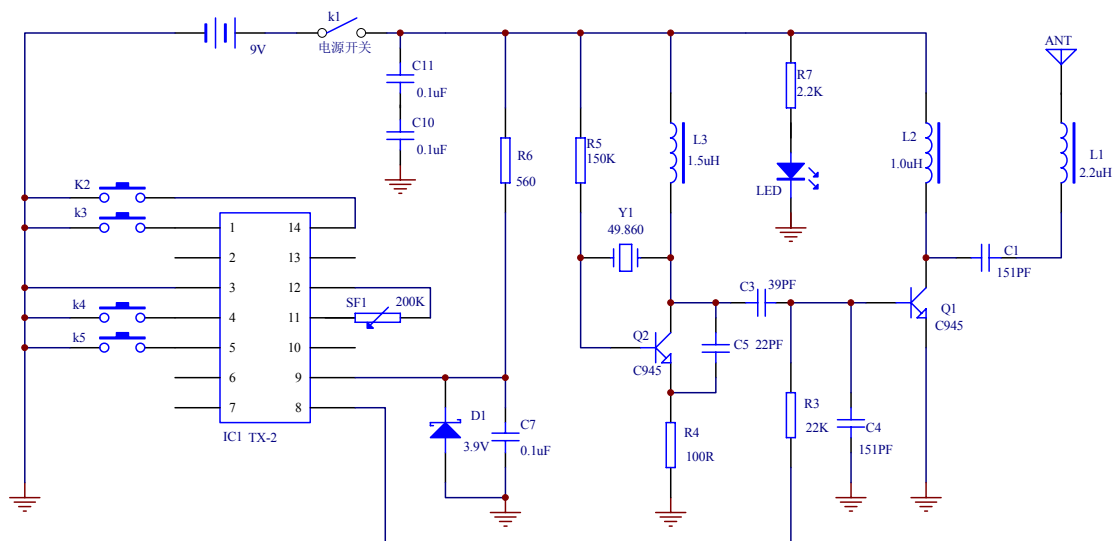 k1
9V
电源开关
ANT
C11
0.1uF
R7
2.2K
C10
0.1uF
R6
560
R5
150K
L3
1.5uH
L2
1.0uH
L1
2.2uH
LED
K2
k3
Y1
49.860
1
14
2
13
3
12
C1
151PF
SF1
200K
C3
39PF
k4
4
11
Q1
C945
k5
5
10
Q2
C945
C5
22PF
6
9
7
8
D1
3.9V
C7
0.1uF
R4
100R
R3
22K
C4
151PF
IC1
TX-2